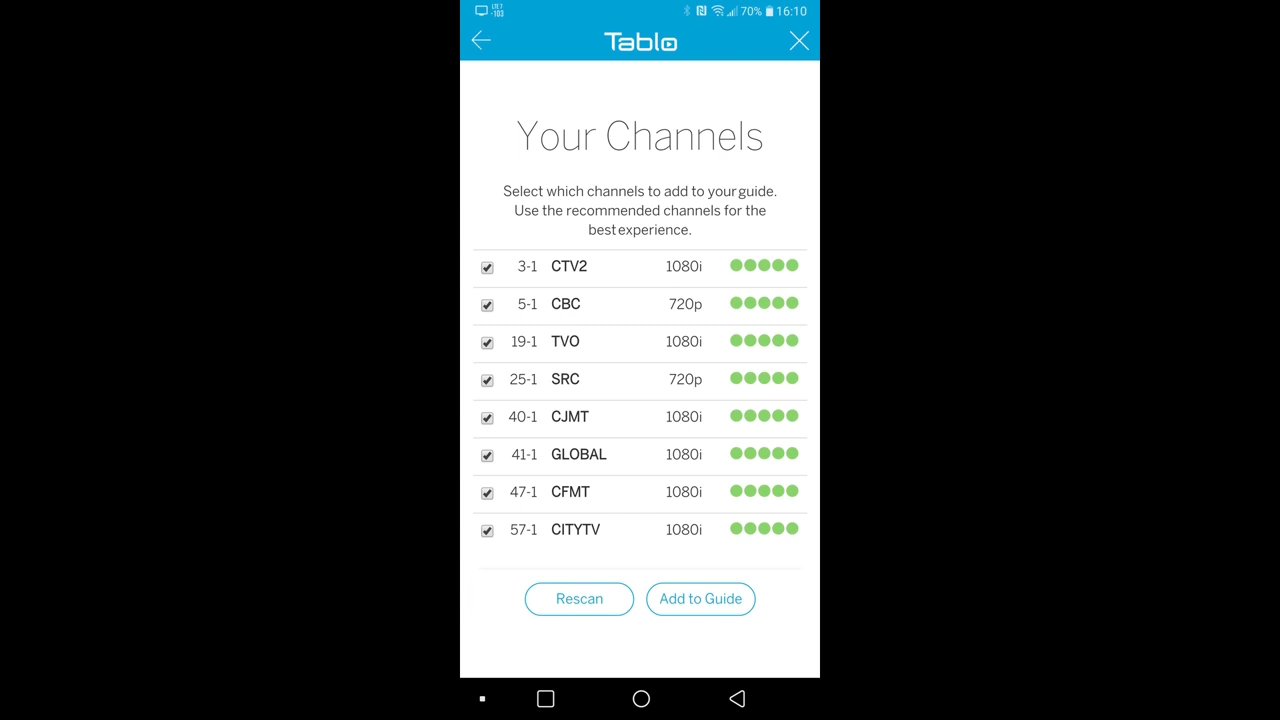 LTE 7
-103
70% 16:10
Tablo
Your Channels
Select which channels to add to your guide.
Use the recommended channels for the
best experience.
3-1 CTV2 1080i
5-1 CBC 720p
19-1 TVO 1080i
25-1 SRC 720p
40-1 CJMT 1080i
41-1 GLOBAL 1080i
47-1 CFMT 1080i
57-1 CITYTV 1080i
Rescan Add to Guide